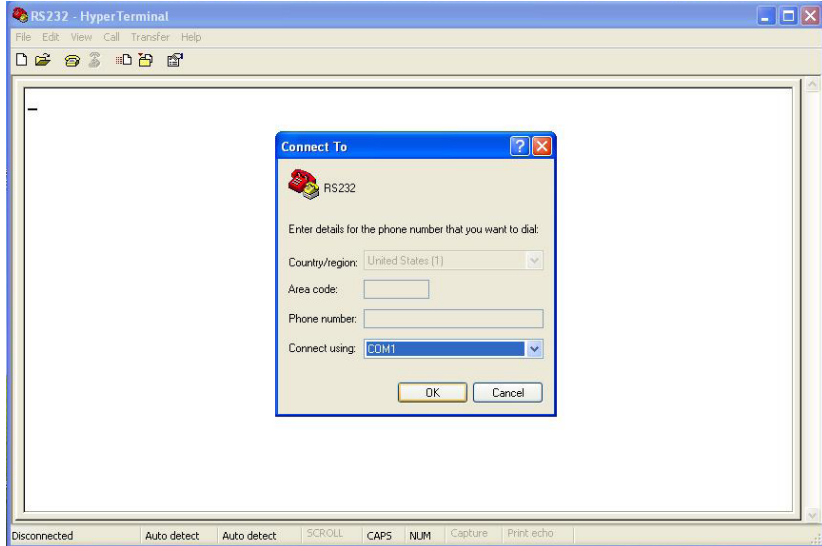 RS232 - HyperTerminal
File Edit View Call Transfer Help
Connect To
RS232
Enter details for the phone number that you want to dial:
Country/region: United States (1)
Area code:
Phone number:
Connect using: COM1
OK Cancel
Disconnected Auto detect Auto detect SCROLL CAPS NUM Capture Print echo